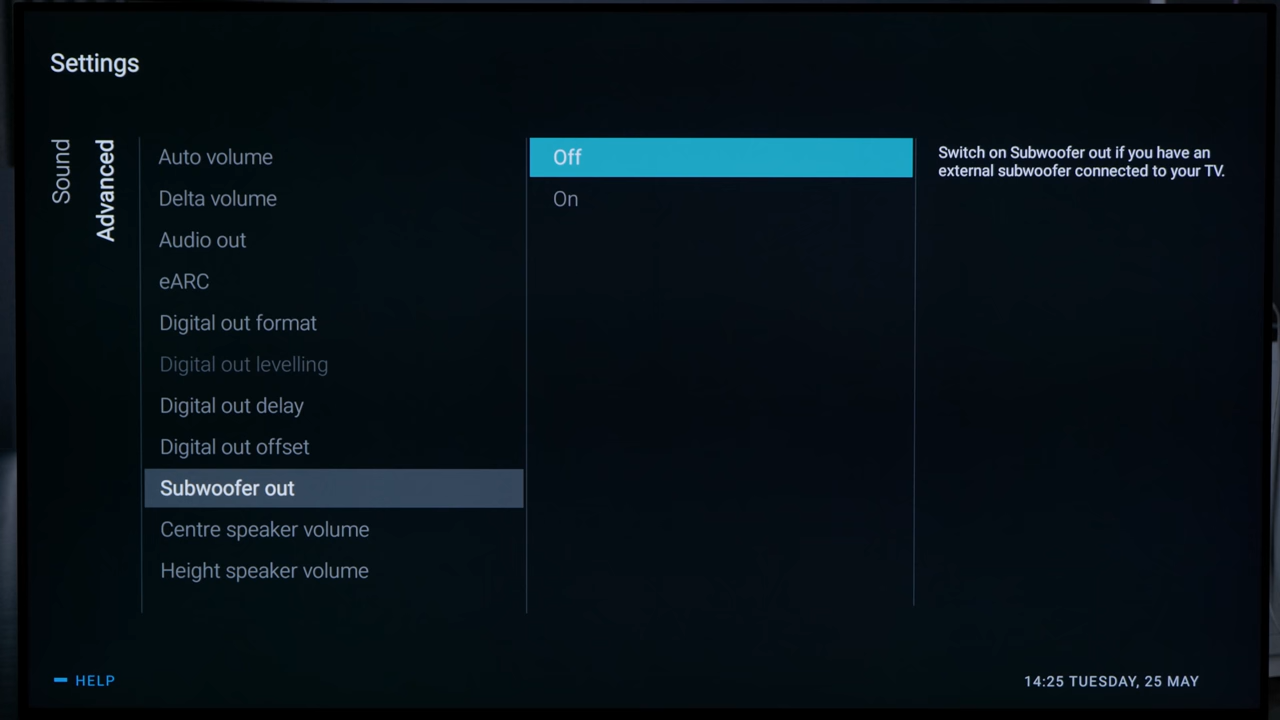 Settings
Sound
Advanced
Auto volume
Delta volume
Audio out
eARC
Digital out format
Digital out levelling
Digital out delay
Digital out offset
Subwoofer out
Centre speaker volume
Height speaker volume
Off
On
Switch on Subwoofer out if you have an
external subwoofer connected to your TV.
HELP
14:25 TUESDAY, 25 MAY